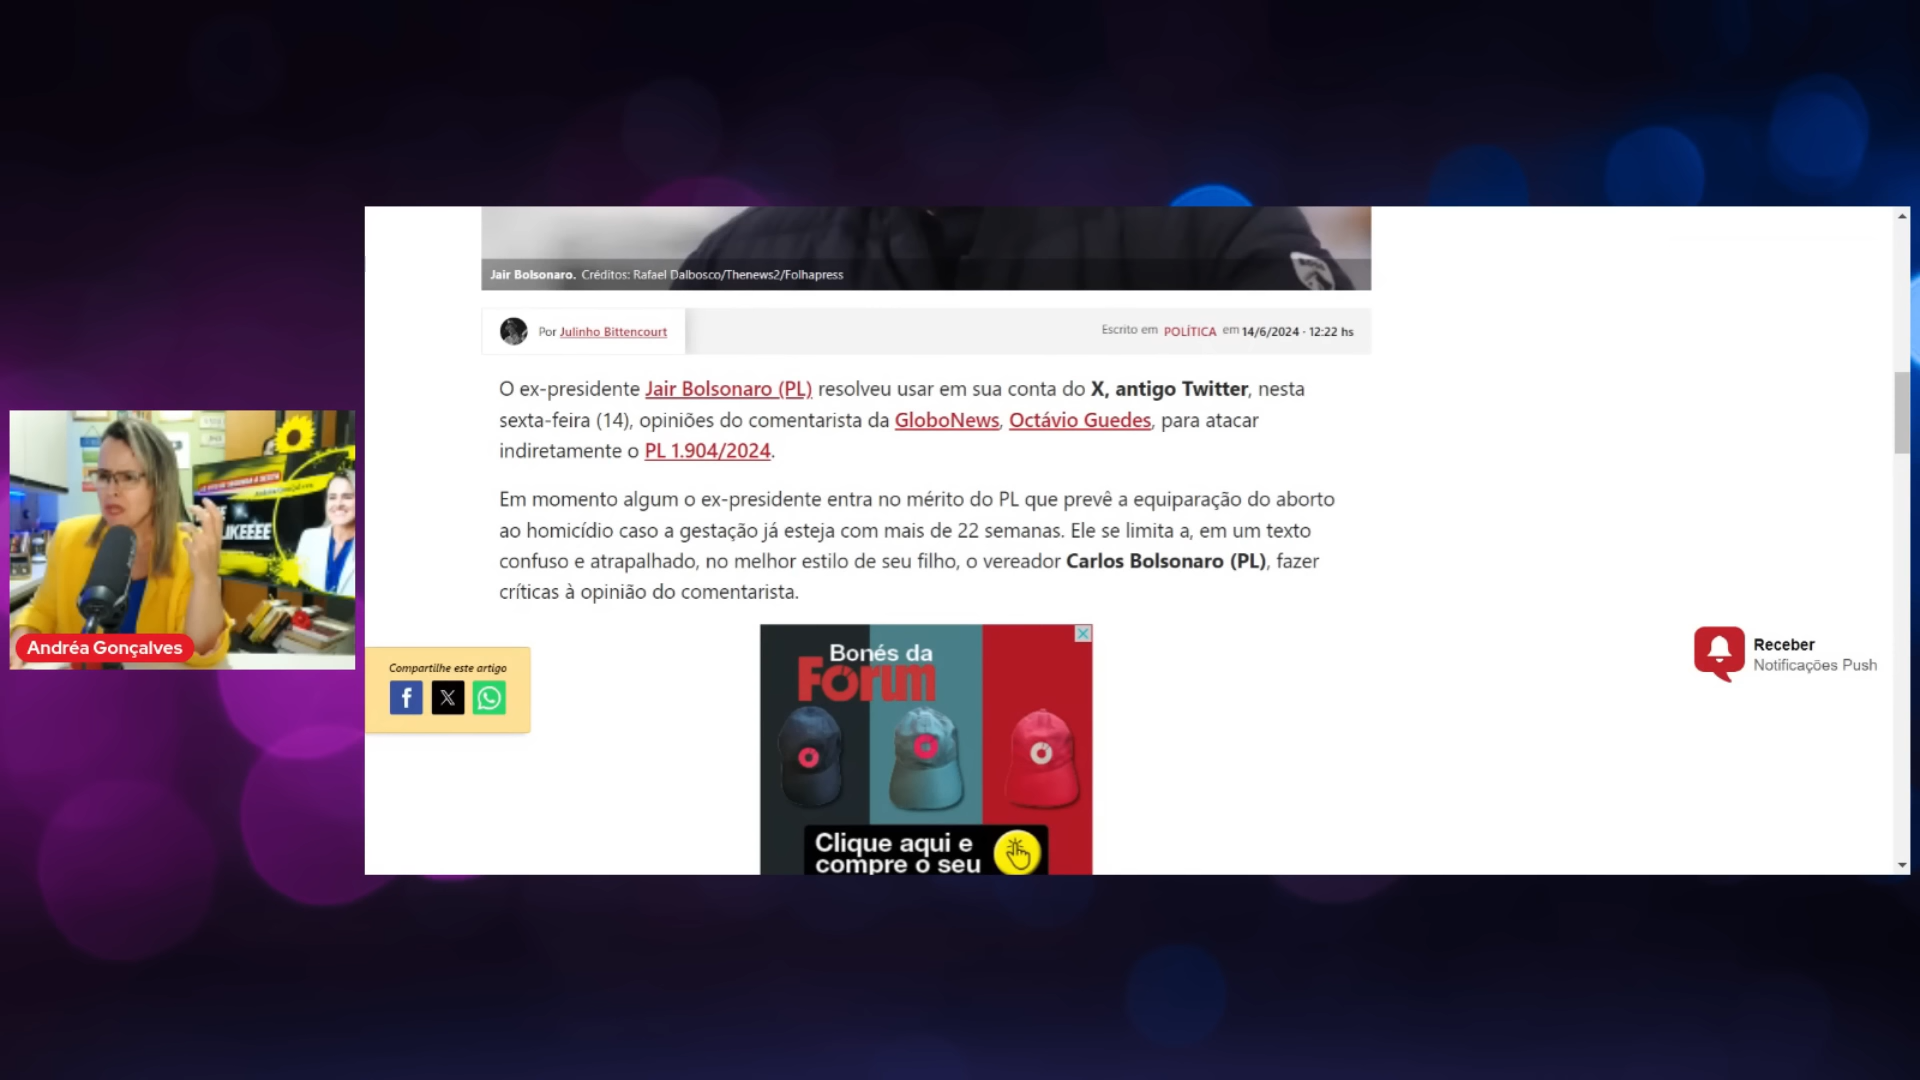 Jair Bolsonaro. Créditos: Rafael Dalbosco/Thenews2/Folhapress
Por Julinho Bittencourt
Escrito em POLÍTICA em 14/6/2024 · 12:22 hs
O ex-presidente Jair Bolsonaro (PL) resolveu usar em sua conta do X, antigo Twitter, nesta
sexta-feira (14), opiniões do comentarista da GloboNews, Octávio Guedes, para atacar
indiretamente o PL 1.904/2024.
Em momento algum o ex-presidente entra no mérito do PL que prevê a equiparação do aborto
ao homicídio caso a gestação já esteja com mais de 22 semanas. Ele se limita a, em um texto
confuso e atrapalhado, no melhor estilo de seu filho, o vereador Carlos Bolsonaro (PL), fazer
críticas à opinião do comentarista.
LIKEEEE
Andréa Gonçalves
Compartilhe este artigo
Bonés da
Forum
Clique aqui e
compre o seu
Receber
Notificações Push